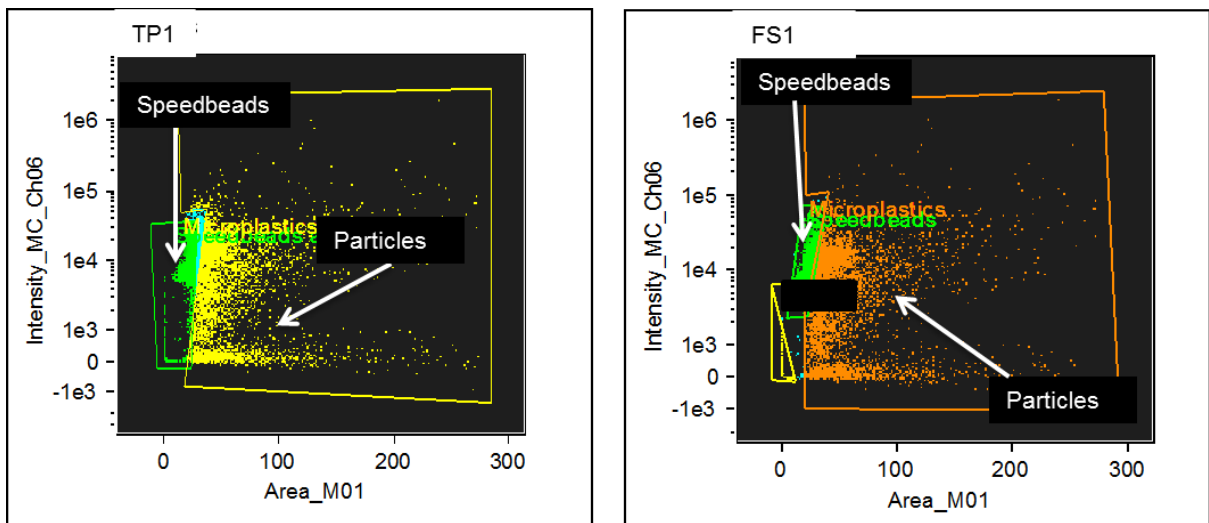 TP1
Speedbeads
Microplastics
Particles
Intensity_MC_Ch06
1e6
1e5
1e4
1e3
0
-1e3
0
100
200
300
Area_M01
FS1
Speedbeads
Microplastics
Speedbeads
Particles
Intensity_MC_Ch06
1e6
1e5
1e4
1e3
0
-1e3
0
100
200
300
Area_M01